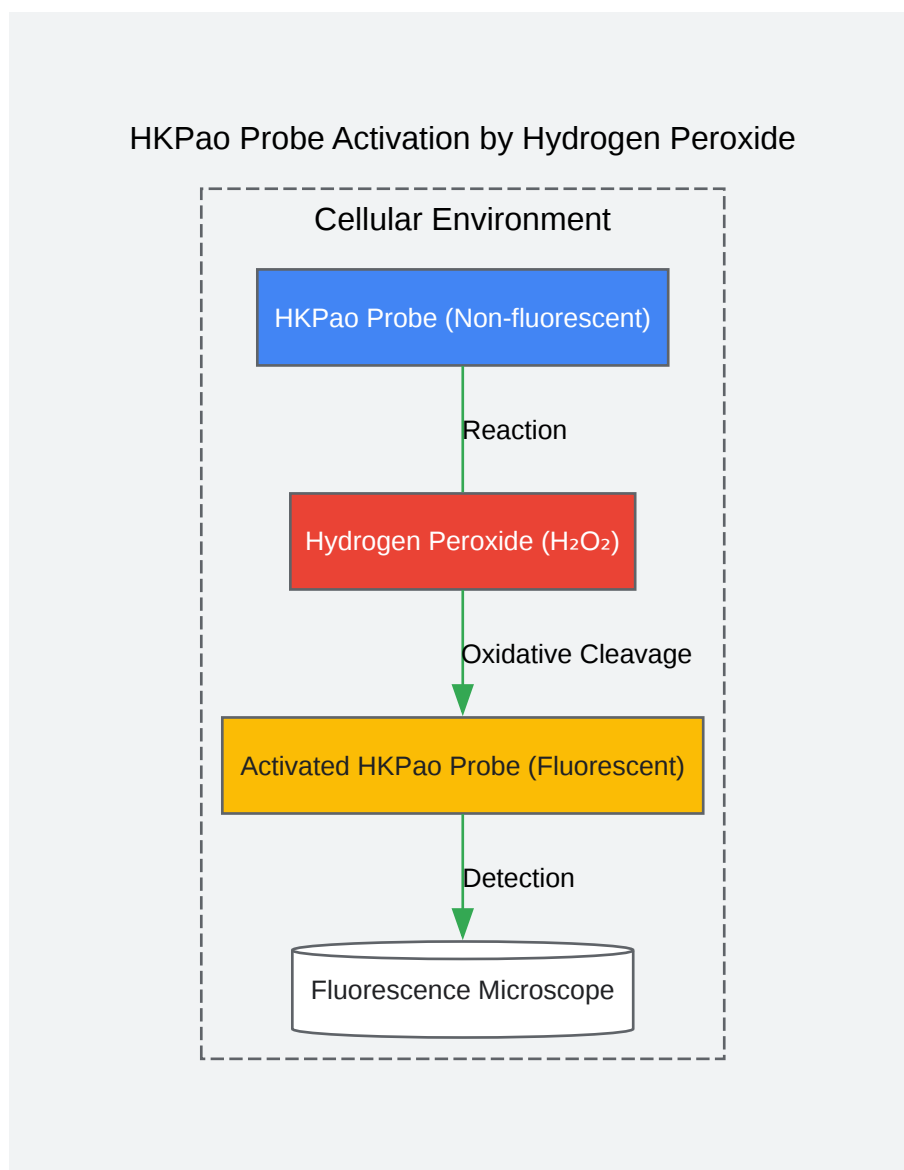 HKPao Probe Activation by Hydrogen Peroxide
Cellular Environment
HKPao Probe (Non-fluorescent)
Reaction
Hydrogen Peroxide (H₂O₂)
Oxidative Cleavage
Activated HKPao Probe (Fluorescent)
Detection
Fluorescence Microscope